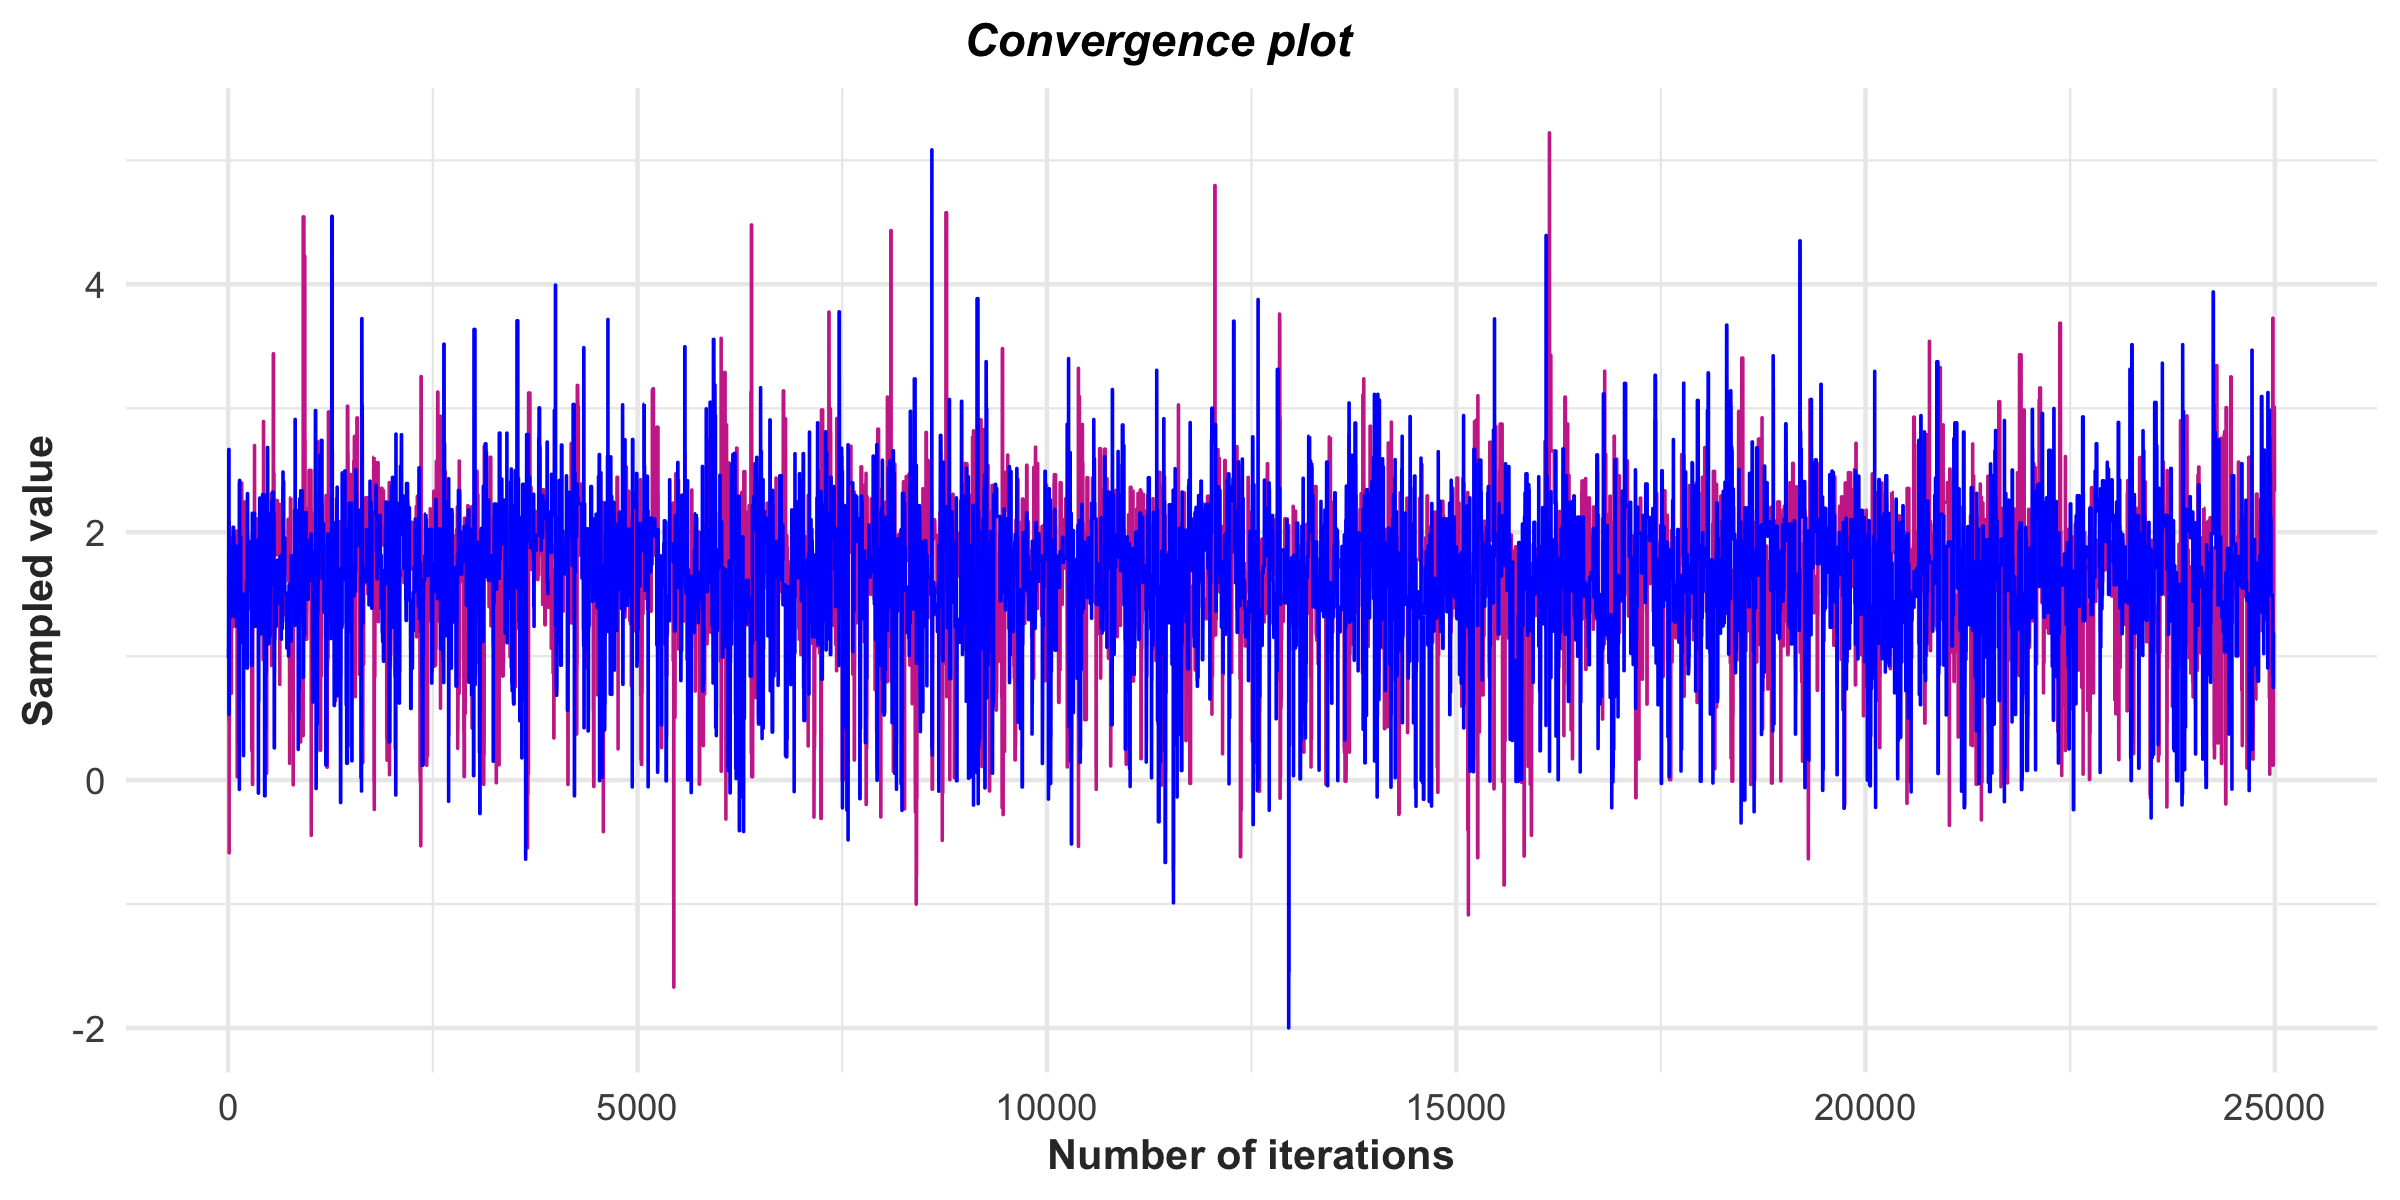 Convergence plot
Sampled value
4
2
0
-2
0 5000 10000 15000 20000 25000
Number of iterations